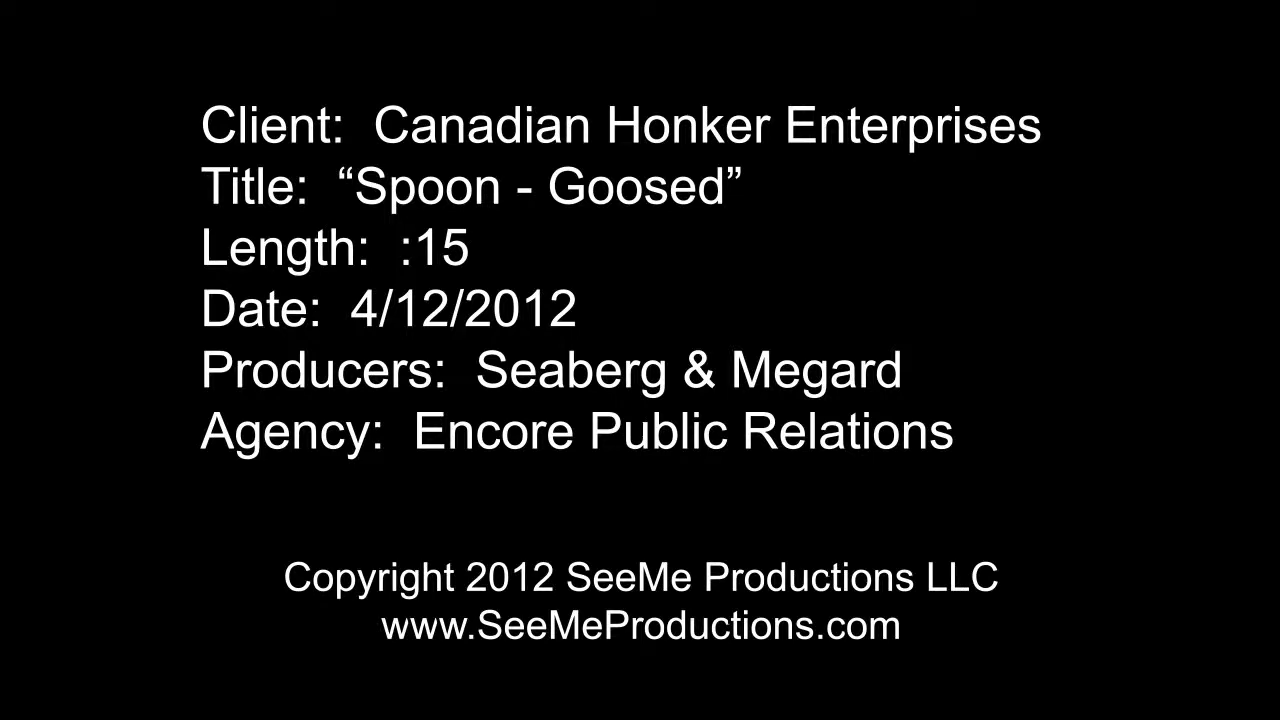 Client:  Canadian Honker Enterprises
Title:  “Spoon - Goosed”
Length:  :15
Date:  4/12/2012
Producers:  Seaberg & Megard
Agency:  Encore Public Relations
Copyright 2012 SeeMe Productions LLC
www.SeeMeProductions.com